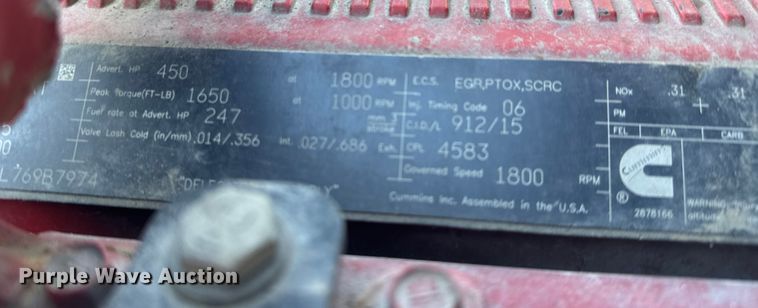 Advert. HP 450 at 1800 RPM
Peak Torque(FT-LB) 1650 at 1000 RPM
Fuel rate at Advert. HP 247 mm3 stroke
Valve Lash Cold (in/mm) .014/.356 Int. .027/.686 Exh.
L769B7974
E.C.S. EGR,PTOX,SCRC
Inj. Timing Code 06
C.I.D./L 912/15
CPL 4583
Governed Speed 1800 RPM
Cummins Inc. Assembled in the U.S.A.
NOx .31 + .31
PM
FEL EPA CARB
Cummins
®
2878166
Purple Wave Auction